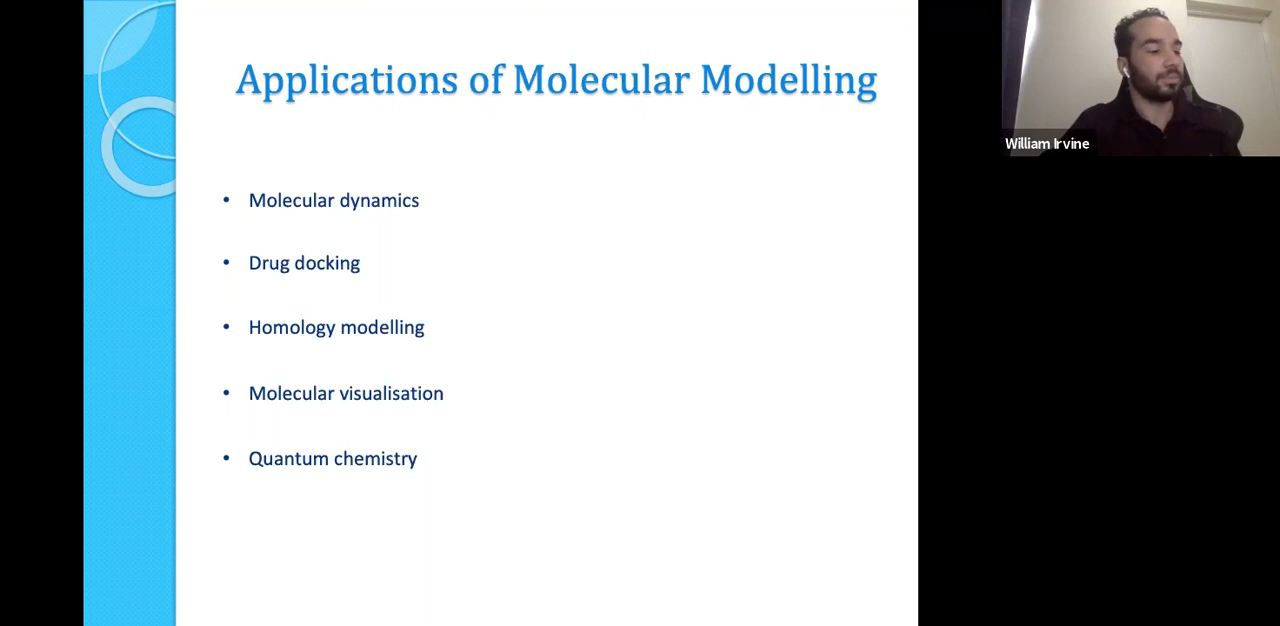 Applications of Molecular Modelling
• Molecular dynamics
• Drug docking
• Homology modelling
• Molecular visualisation
• Quantum chemistry
William Irvine